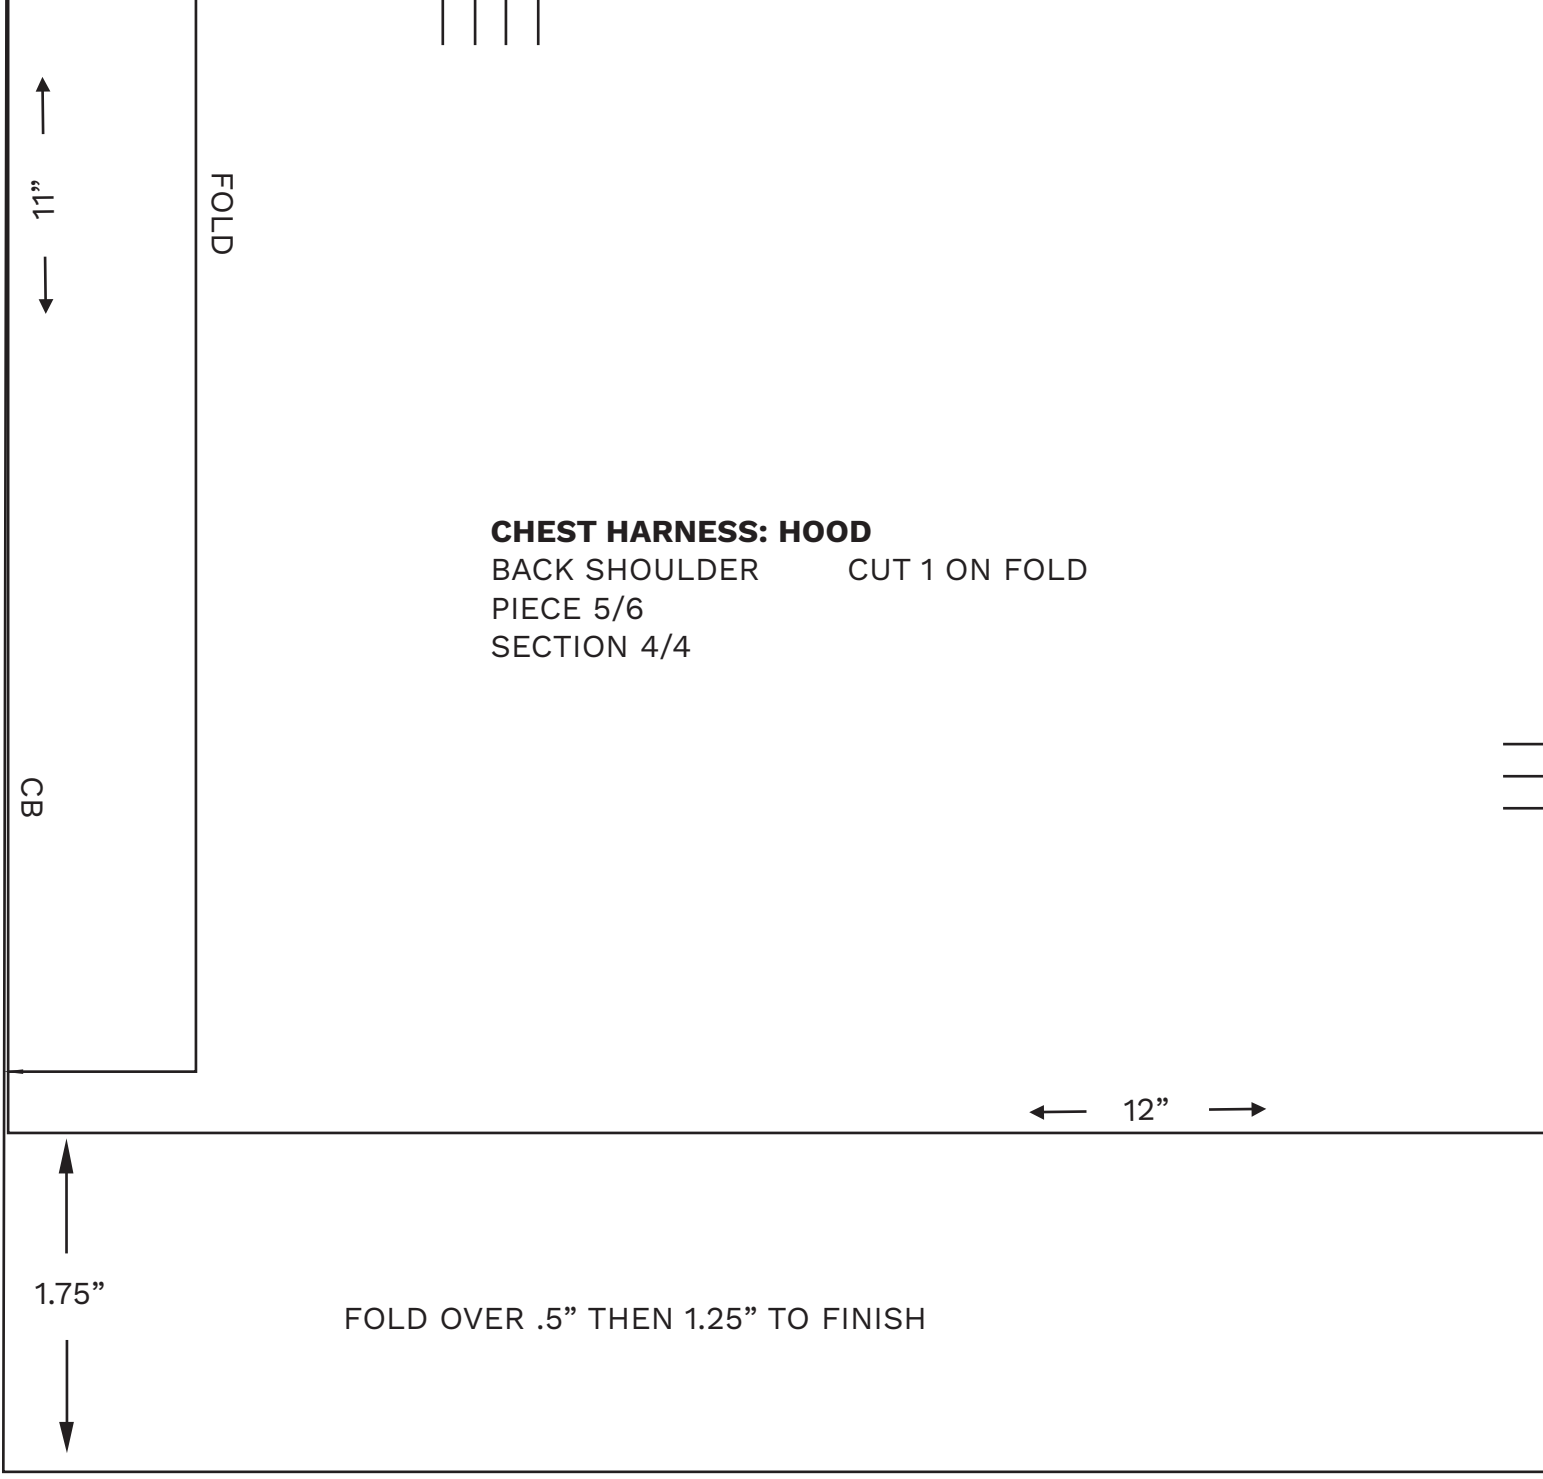 11”
FOLD
CHEST HARNESS: HOOD
BACK SHOULDER CUT 1 ON FOLD
PIECE 5/6
SECTION 4/4
CB
12”
1.75”
FOLD OVER .5” THEN 1.25” TO FINISH